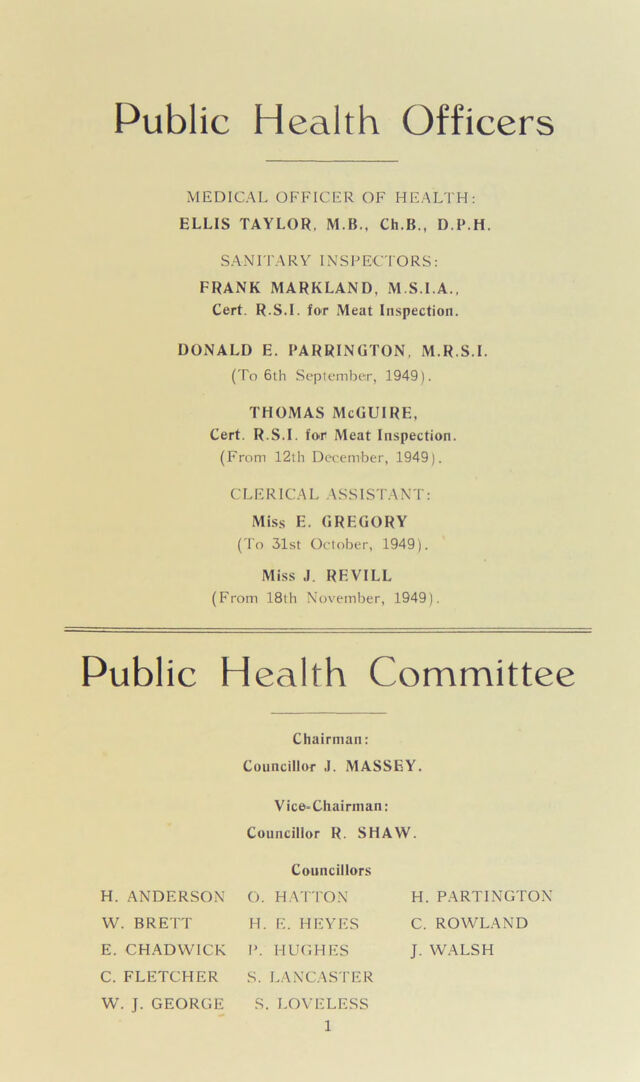 Public Health Officers
MEDICAL OFFICER OF HEALTH:
ELLIS TAYLOR, M.B., Ch.B., D.P.H.
SANITARY INSPECTORS:
FRANK MARKLAND, M.S.I.A.,
Cert. R.S.I. for Meat Inspection.
DONALD E. PARRINGTON, M.R.S.I.
(To 6th September, 1949).
THOMAS McGUIRE,
Cert. R.S.I. for Meat Inspection.
(From 12th December, 1949).
CLERICAL ASSISTANT:
Miss E. GREGORY
(To 31st October, 1949).
Miss J. REVILL
(From 18th November, 1949).
Public Health Committee
Chairman:
Councillor J. MASSEY.
Vice-Chairman:
Councillor R. SHAW.
Councillors
H. ANDERSON O. HATTON H. PARTINGTON
W. BRETT H. E. HEYES C. ROWLAND
E. CHADWICK P. HUGHES J. WALSH
C. FLETCHER S. LANCASTER
W. J. GEORGE S. LOVELESS
1